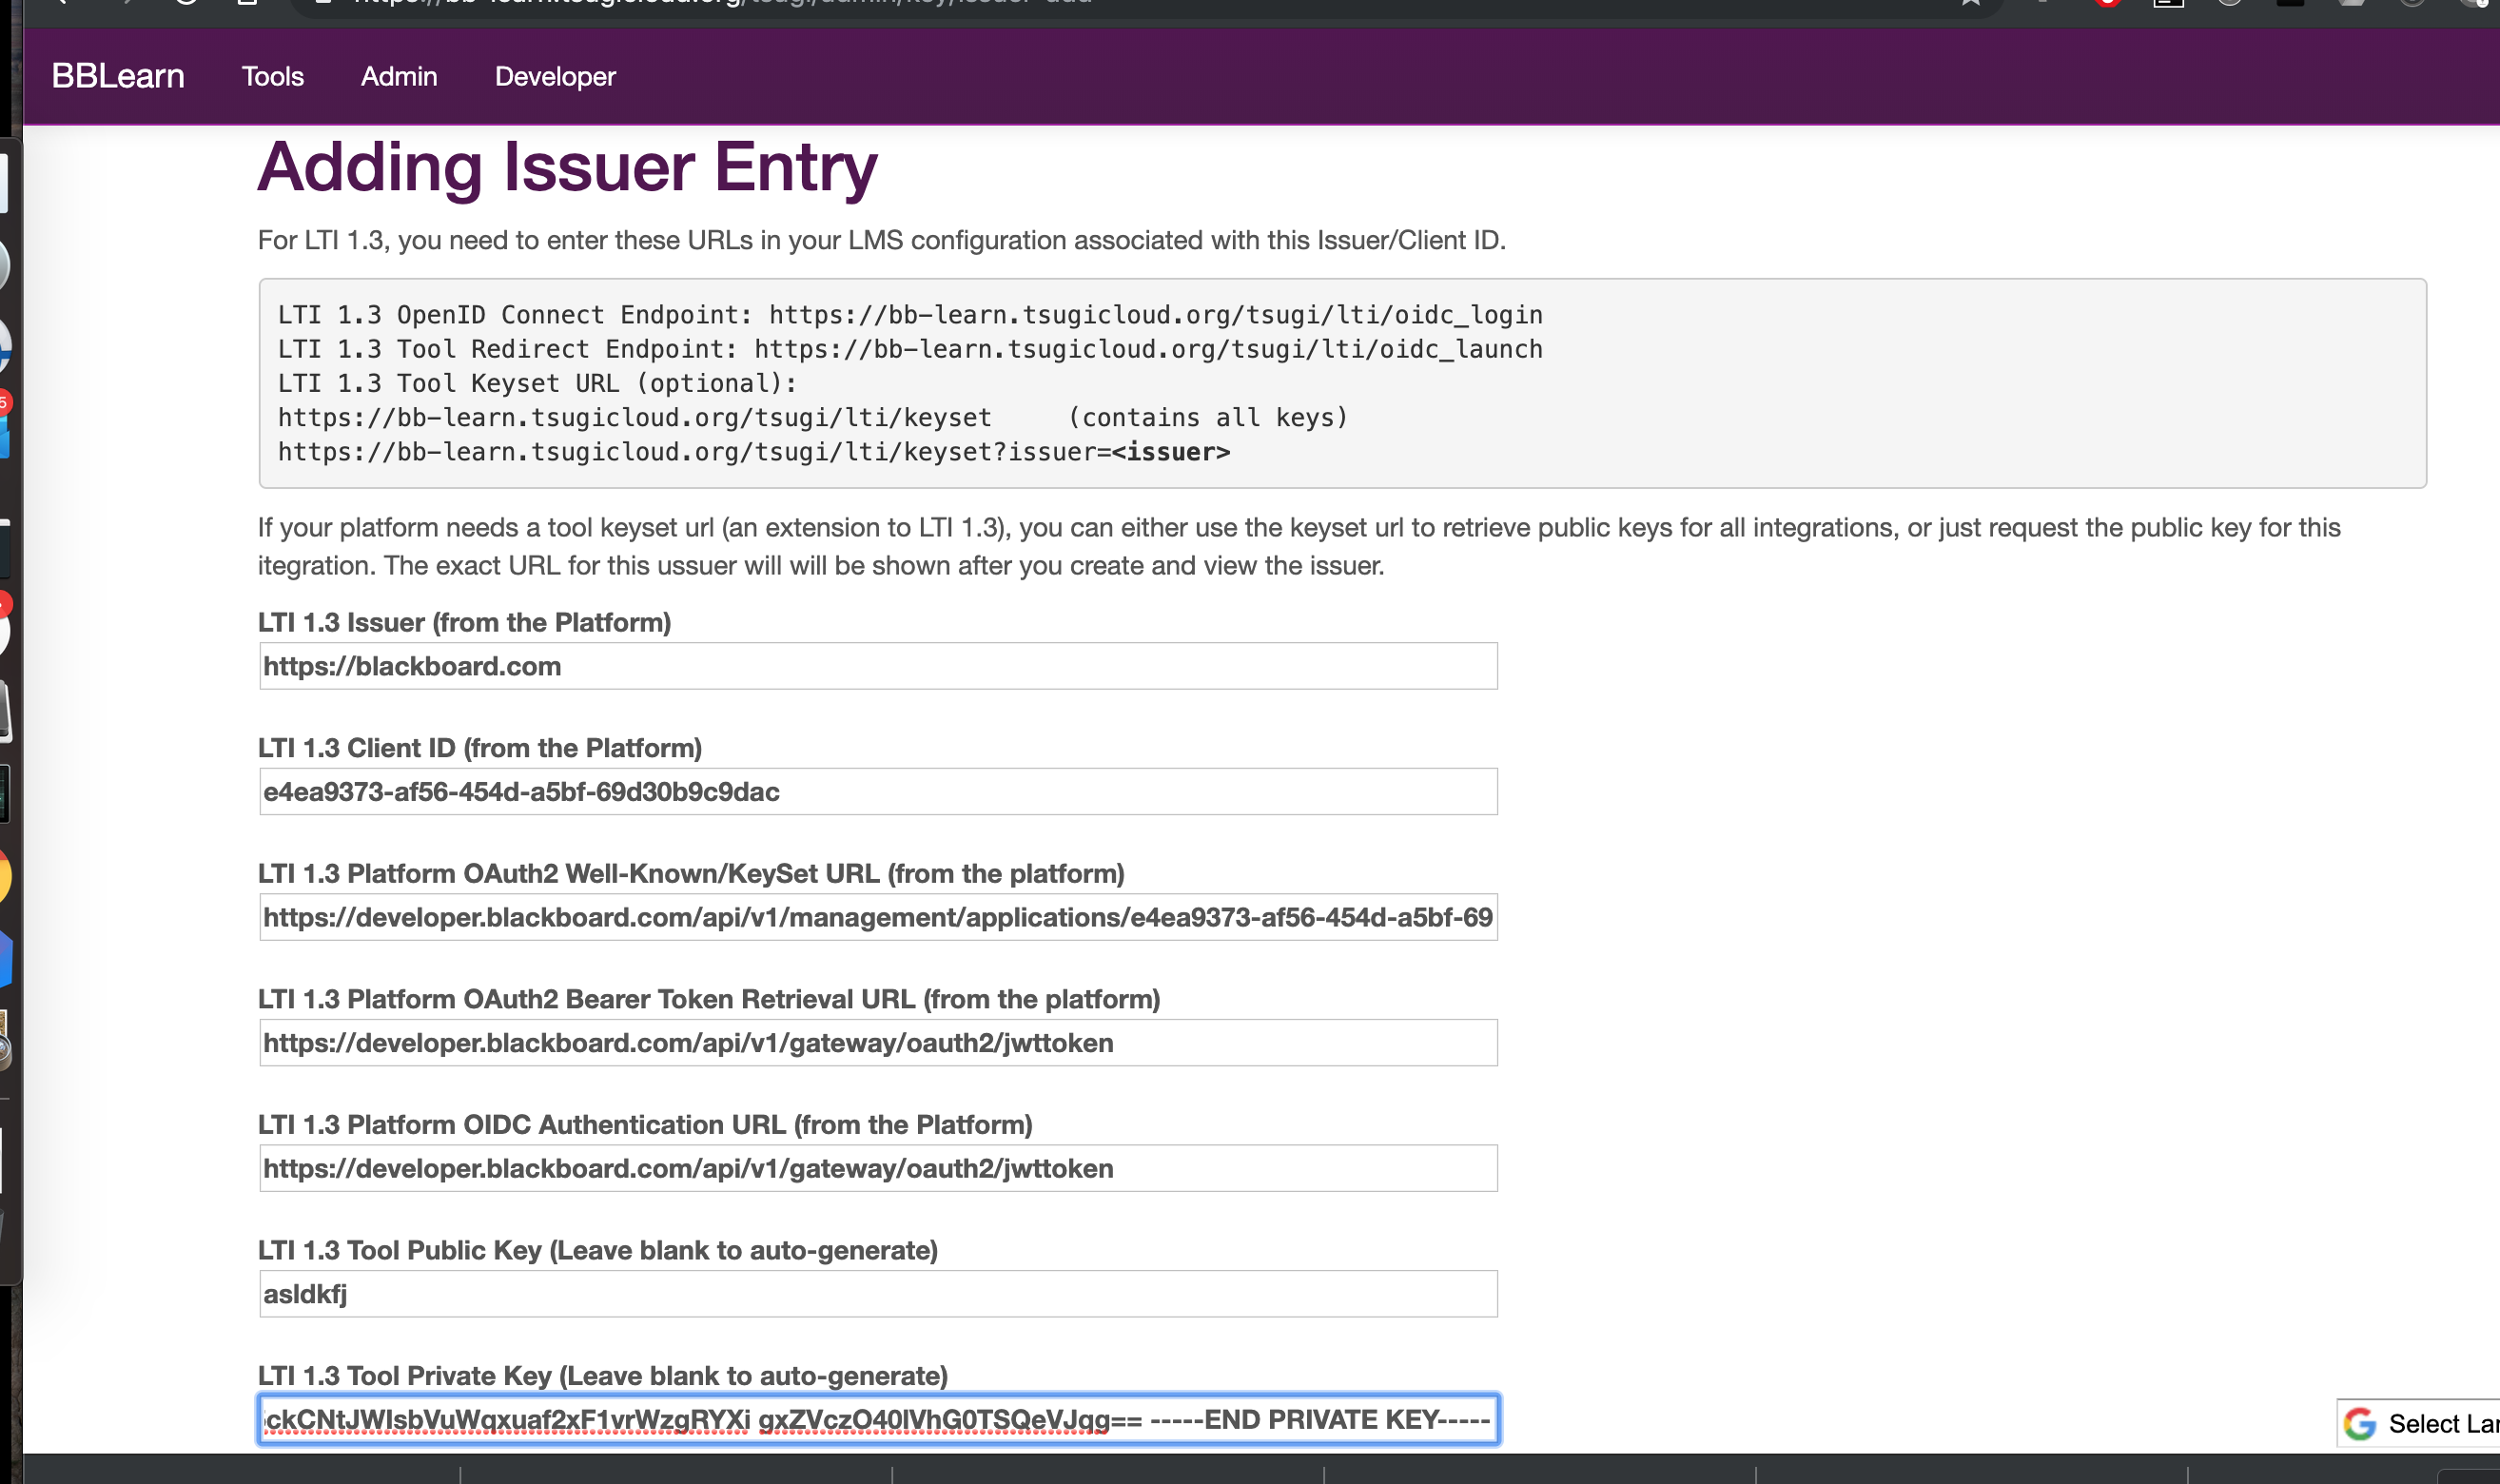 BBLearn Tools Admin Developer
Adding Issuer Entry
For LTI 1.3, you need to enter these URLs in your LMS configuration associated with this Issuer/Client ID.
LTI 1.3 OpenID Connect Endpoint: https://bb-learn.tsugicloud.org/tsugi/lti/oidc_login
LTI 1.3 Tool Redirect Endpoint: https://bb-learn.tsugicloud.org/tsugi/lti/oidc_launch
LTI 1.3 Tool Keyset URL (optional):
https://bb-learn.tsugicloud.org/tsugi/lti/keyset (contains all keys)
https://bb-learn.tsugicloud.org/tsugi/lti/keyset?issuer=<issuer>
If your platform needs a tool keyset url (an extension to LTI 1.3), you can either use the keyset url to retrieve public keys for all integrations, or just request the public key for this
itegration. The exact URL for this ussuer will will be shown after you create and view the issuer.
LTI 1.3 Issuer (from the Platform)
https://blackboard.com
LTI 1.3 Client ID (from the Platform)
e4ea9373-af56-454d-a5bf-69d30b9c9dac
LTI 1.3 Platform OAuth2 Well-Known/KeySet URL (from the platform)
https://developer.blackboard.com/api/v1/management/applications/e4ea9373-af56-454d-a5bf-69
LTI 1.3 Platform OAuth2 Bearer Token Retrieval URL (from the platform)
https://developer.blackboard.com/api/v1/gateway/oauth2/jwttoken
LTI 1.3 Platform OIDC Authentication URL (from the Platform)
https://developer.blackboard.com/api/v1/gateway/oauth2/jwttoken
LTI 1.3 Tool Public Key (Leave blank to auto-generate)
asldkfj
LTI 1.3 Tool Private Key (Leave blank to auto-generate)
ckCNtJWIsbVuWqxuaf2xF1vrWzgRYXi gxZVczO40IVhG0TSQeVJqg== -----END PRIVATE KEY-----
Select Lan